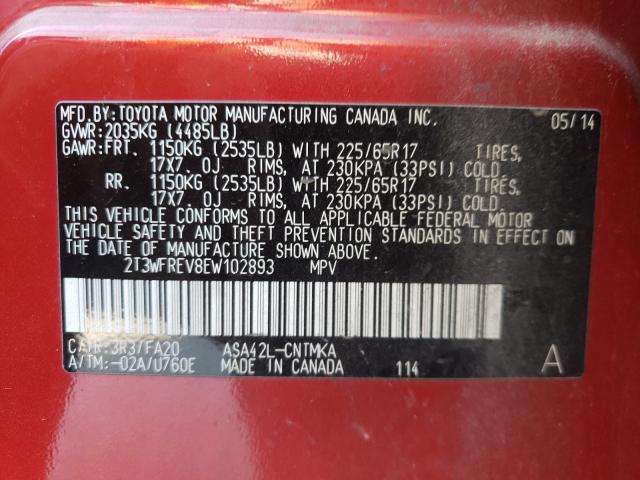 MFD. BY: TOYOTA MOTOR MANUFACTURING CANADA INC. 05/14
GVWR: 2035KG (4485LB)
GAWR: FRT. 1150KG (2535LB) WITH 225/65R17 TIRES,
17X7.0J RIMS, AT 230KPA (33PSI) COLD.
RR. 1150KG (2535LB) WITH 225/65R17 TIRES,
17X7.0J RIMS, AT 230KPA (33PSI) COLD.
THIS VEHICLE CONFORMS TO ALL APPLICABLE FEDERAL MOTOR
VEHICLE SAFETY AND THEFT PREVENTION STANDARDS IN EFFECT ON
THE DATE OF MANUFACTURE SHOWN ABOVE.
2T3WFREV8EW102893 MPV
C/TR: 3R37FA20 ASA42L-CNTMKA
A/TM: -02A/U760E MADE IN CANADA 114 A